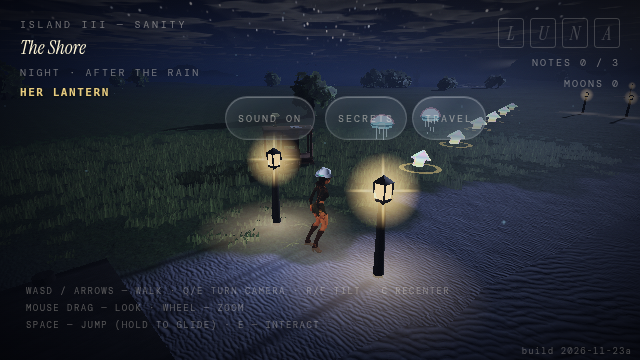 ISLAND III — SANITY
The Shore
NIGHT · AFTER THE RAIN
HER LANTERN
LUNA
NOTES 0 / 3
MOONS 0
SOUND ON
SECRETS
TRAVEL
WASD / ARROWS — WALK · Q/E TURN CAMERA · R/F TILT · C RECENTER
MOUSE DRAG — LOOK · WHEEL — ZOOM
SPACE — JUMP (HOLD TO GLIDE) · E — INTERACT
build 2026-11-23a